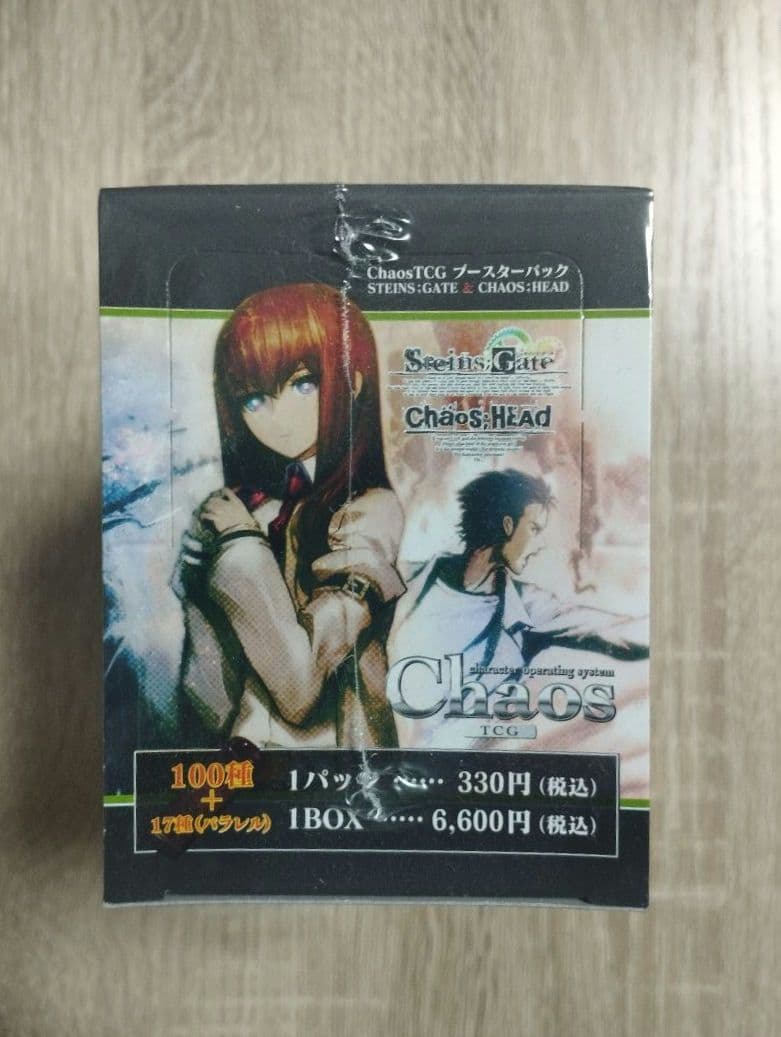 ChaosTCG ブースターパック
STEINS;GATE & CHAOS;HEAD
Steins;Gate
Chaos;HEAd
character operating system
Chaos
TCG
100種
+
17種(パラレル)
1パック ······ 330円(税込)
1BOX ······ 6,600円(税込)